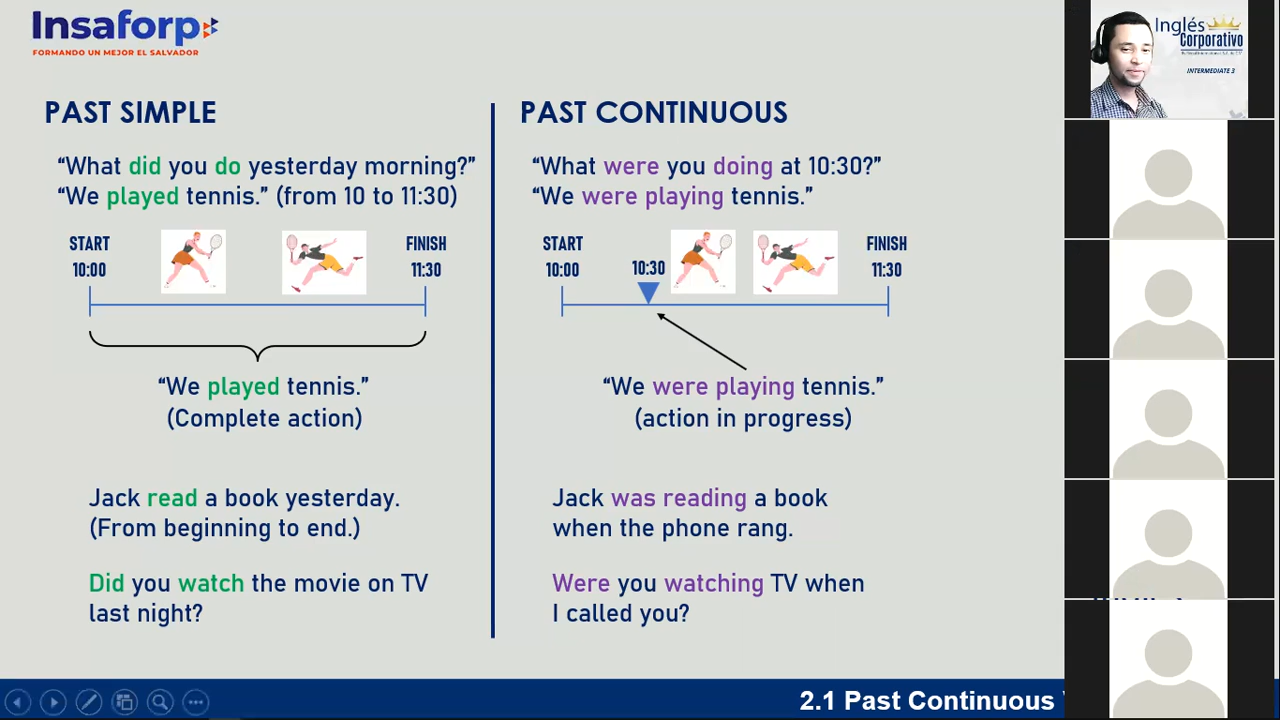 Insaforp
FORMANDO UN MEJOR EL SALVADOR
PAST SIMPLE
“What did you do yesterday morning?”
“We played tennis.” (from 10 to 11:30)
START
10:00
FINISH
11:30
“We played tennis.”
(Complete action)
Jack read a book yesterday.
(From beginning to end.)
Did you watch the movie on TV
last night?
PAST CONTINUOUS
“What were you doing at 10:30?”
“We were playing tennis.”
START
10:00
10:30
FINISH
11:30
“We were playing tennis.”
(action in progress)
Jack was reading a book
when the phone rang.
Were you watching TV when
I called you?
2.1 Past Continuous
Inglés
Corporativo
INTERMEDIATE 3